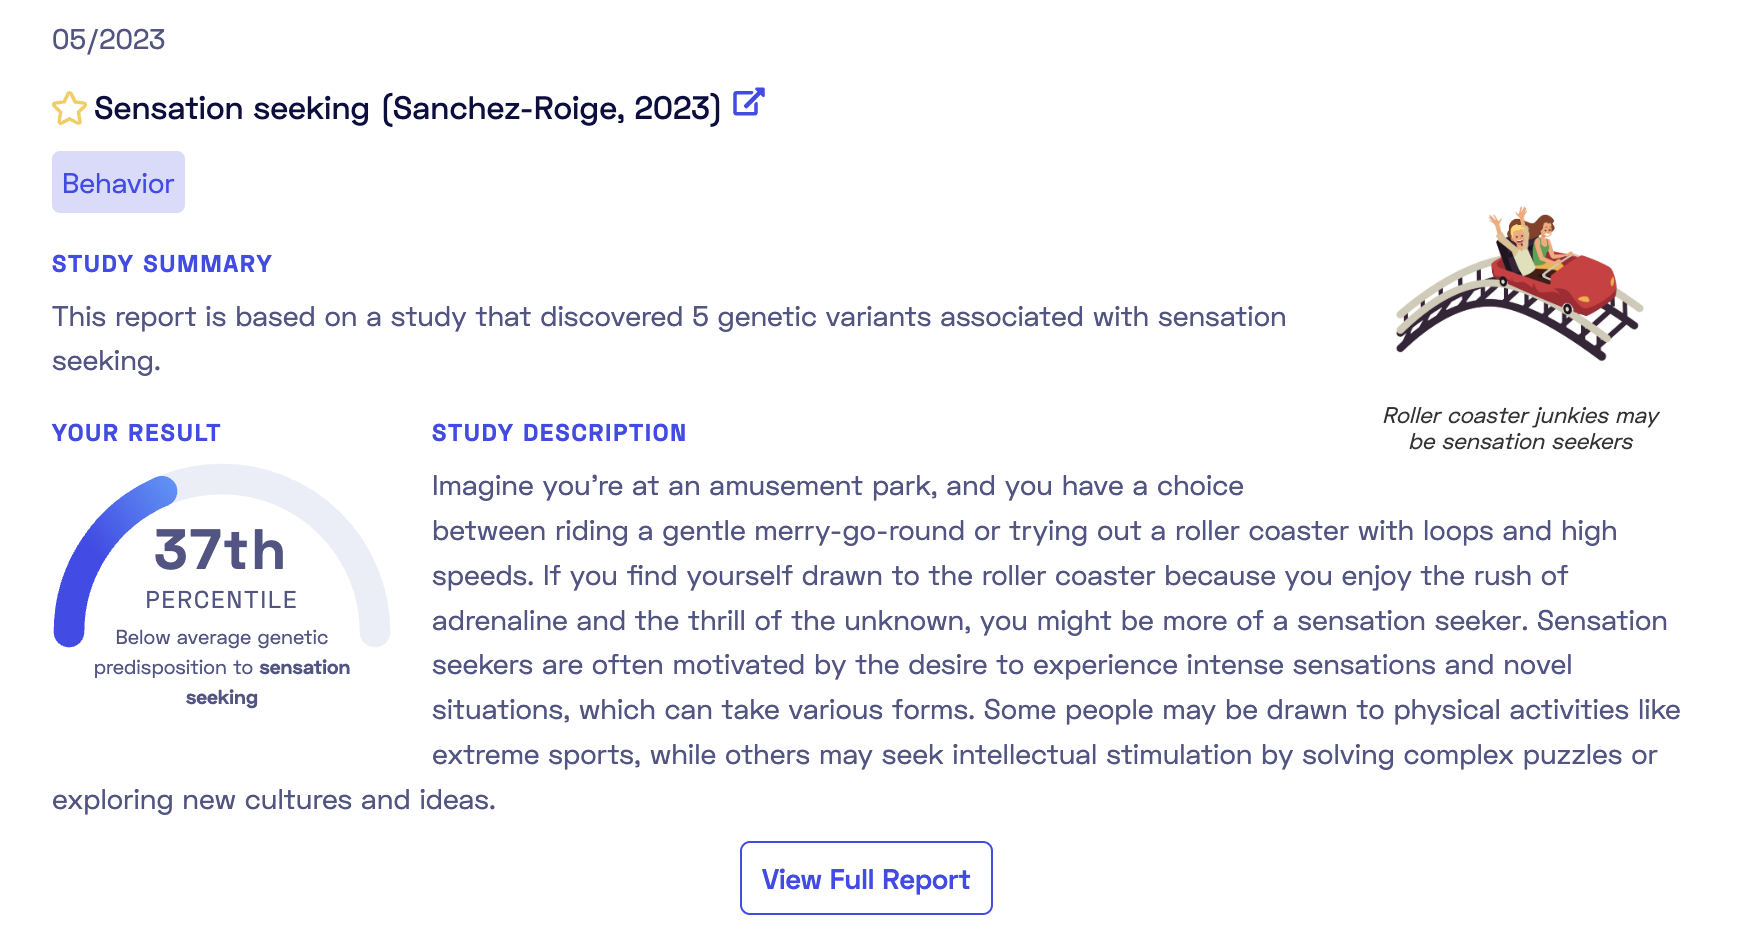 05/2023
Sensation seeking (Sanchez-Roige, 2023)
Behavior
STUDY SUMMARY
This report is based on a study that discovered 5 genetic variants associated with sensation
seeking.
Roller coaster junkies may
be sensation seekers
YOUR RESULT
37th
PERCENTILE
Below average genetic
predisposition to sensation
seeking
STUDY DESCRIPTION
Imagine you’re at an amusement park, and you have a choice
between riding a gentle merry-go-round or trying out a roller coaster with loops and high
speeds. If you find yourself drawn to the roller coaster because you enjoy the rush of
adrenaline and the thrill of the unknown, you might be more of a sensation seeker. Sensation
seekers are often motivated by the desire to experience intense sensations and novel
situations, which can take various forms. Some people may be drawn to physical activities like
extreme sports, while others may seek intellectual stimulation by solving complex puzzles or
exploring new cultures and ideas.
View Full Report